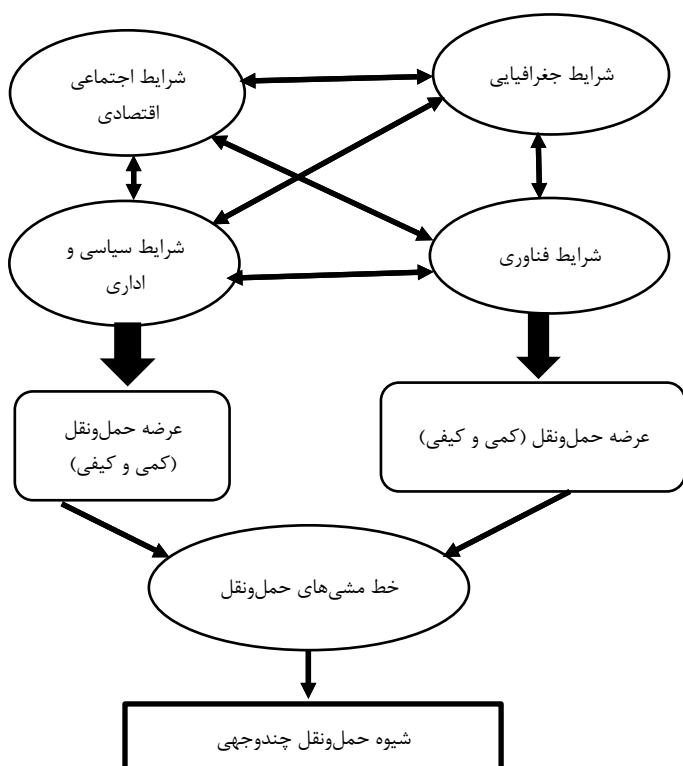 شرایط جغرافیایی
شرایط اجتماعی
اقتصادی
شرایط فناوری
شرایط سیاسی و
اداری
عرضه حمل‌ونقل (کمی و کیفی)
عرضه حمل‌ونقل
(کمی و کیفی)
خط مشی‌های حمل‌ونقل
شیوه حمل‌ونقل چندوجهی